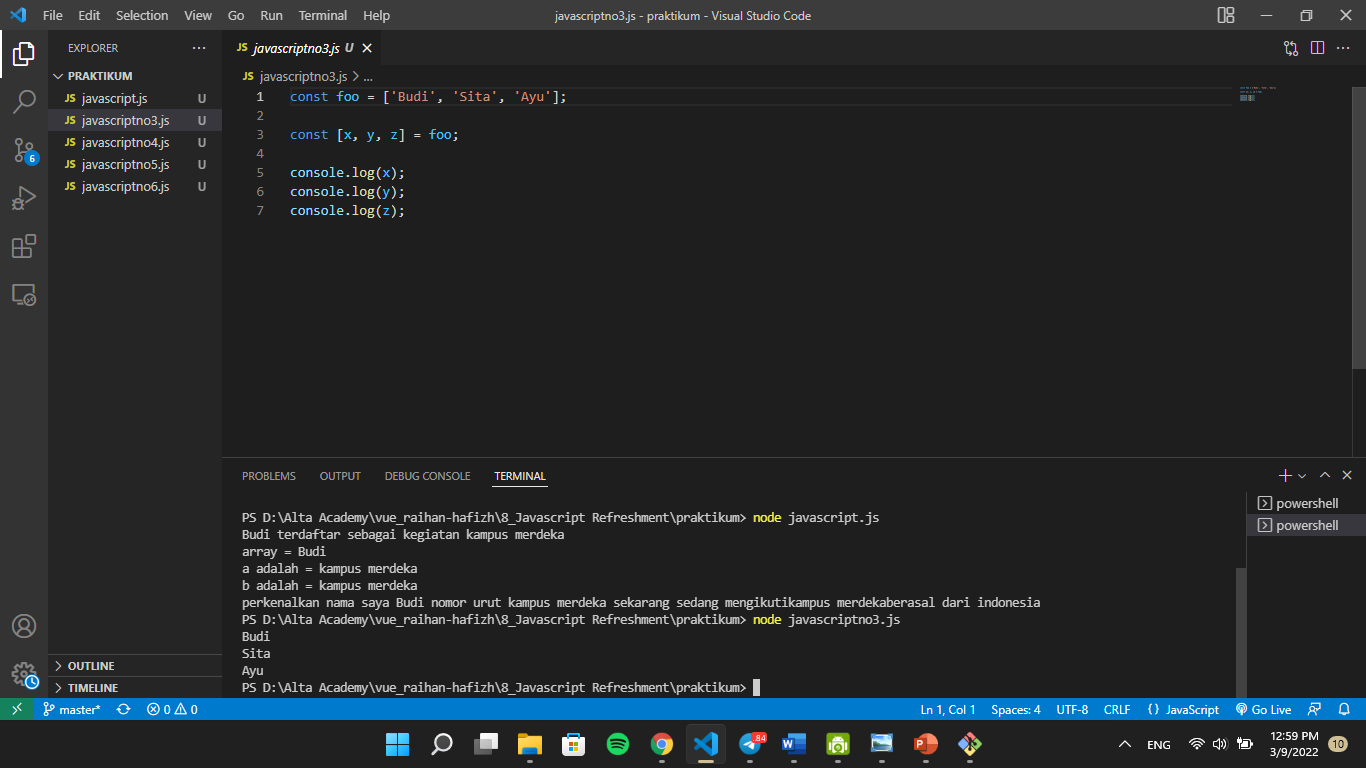 File Edit Selection View Go Run Terminal Help
javascriptno3.js - praktikum - Visual Studio Code
EXPLORER
PRAKTIKUM
JS javascript.js U
JS javascriptno3.js U
JS javascriptno4.js U
JS javascriptno5.js U
JS javascriptno6.js U
6
OUTLINE
TIMELINE
JS javascriptno3.js U
JS javascriptno3.js > ...
1 const foo = ['Budi', 'Sita', 'Ayu'];
2
3 const [x, y, z] = foo;
4
5 console.log(x);
6 console.log(y);
7 console.log(z);
PROBLEMS OUTPUT DEBUG CONSOLE TERMINAL
PS D:\Alta Academy\vue_raihan-hafizh\8_Javascript Refreshment\praktikum> node javascript.js
Budi terdaftar sebagai kegiatan kampus merdeka
array = Budi
a adalah = kampus merdeka
b adalah = kampus merdeka
perkenalkan nama saya Budi nomor urut kampus merdeka sekarang sedang mengikutikampus merdekaberasal dari indonesia
PS D:\Alta Academy\vue_raihan-hafizh\8_Javascript Refreshment\praktikum> node javascriptno3.js
Budi
Sita
Ayu
PS D:\Alta Academy\vue_raihan-hafizh\8_Javascript Refreshment\praktikum>
powershell
powershell
master* 0 0
Ln 1, Col 1 Spaces: 4 UTF-8 CRLF {} JavaScript Go Live
84
ENG
12:59 PM
3/9/2022
10